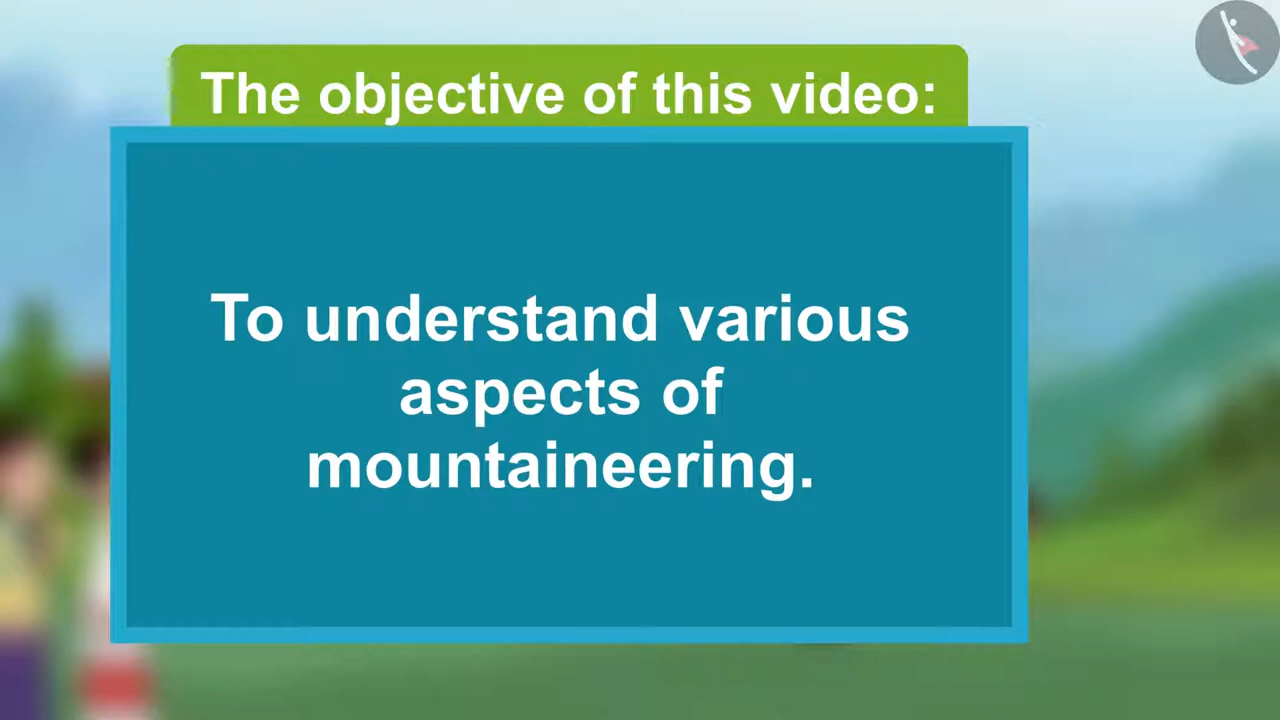 The objective of this video:
To understand various
aspects of
mountaineering.